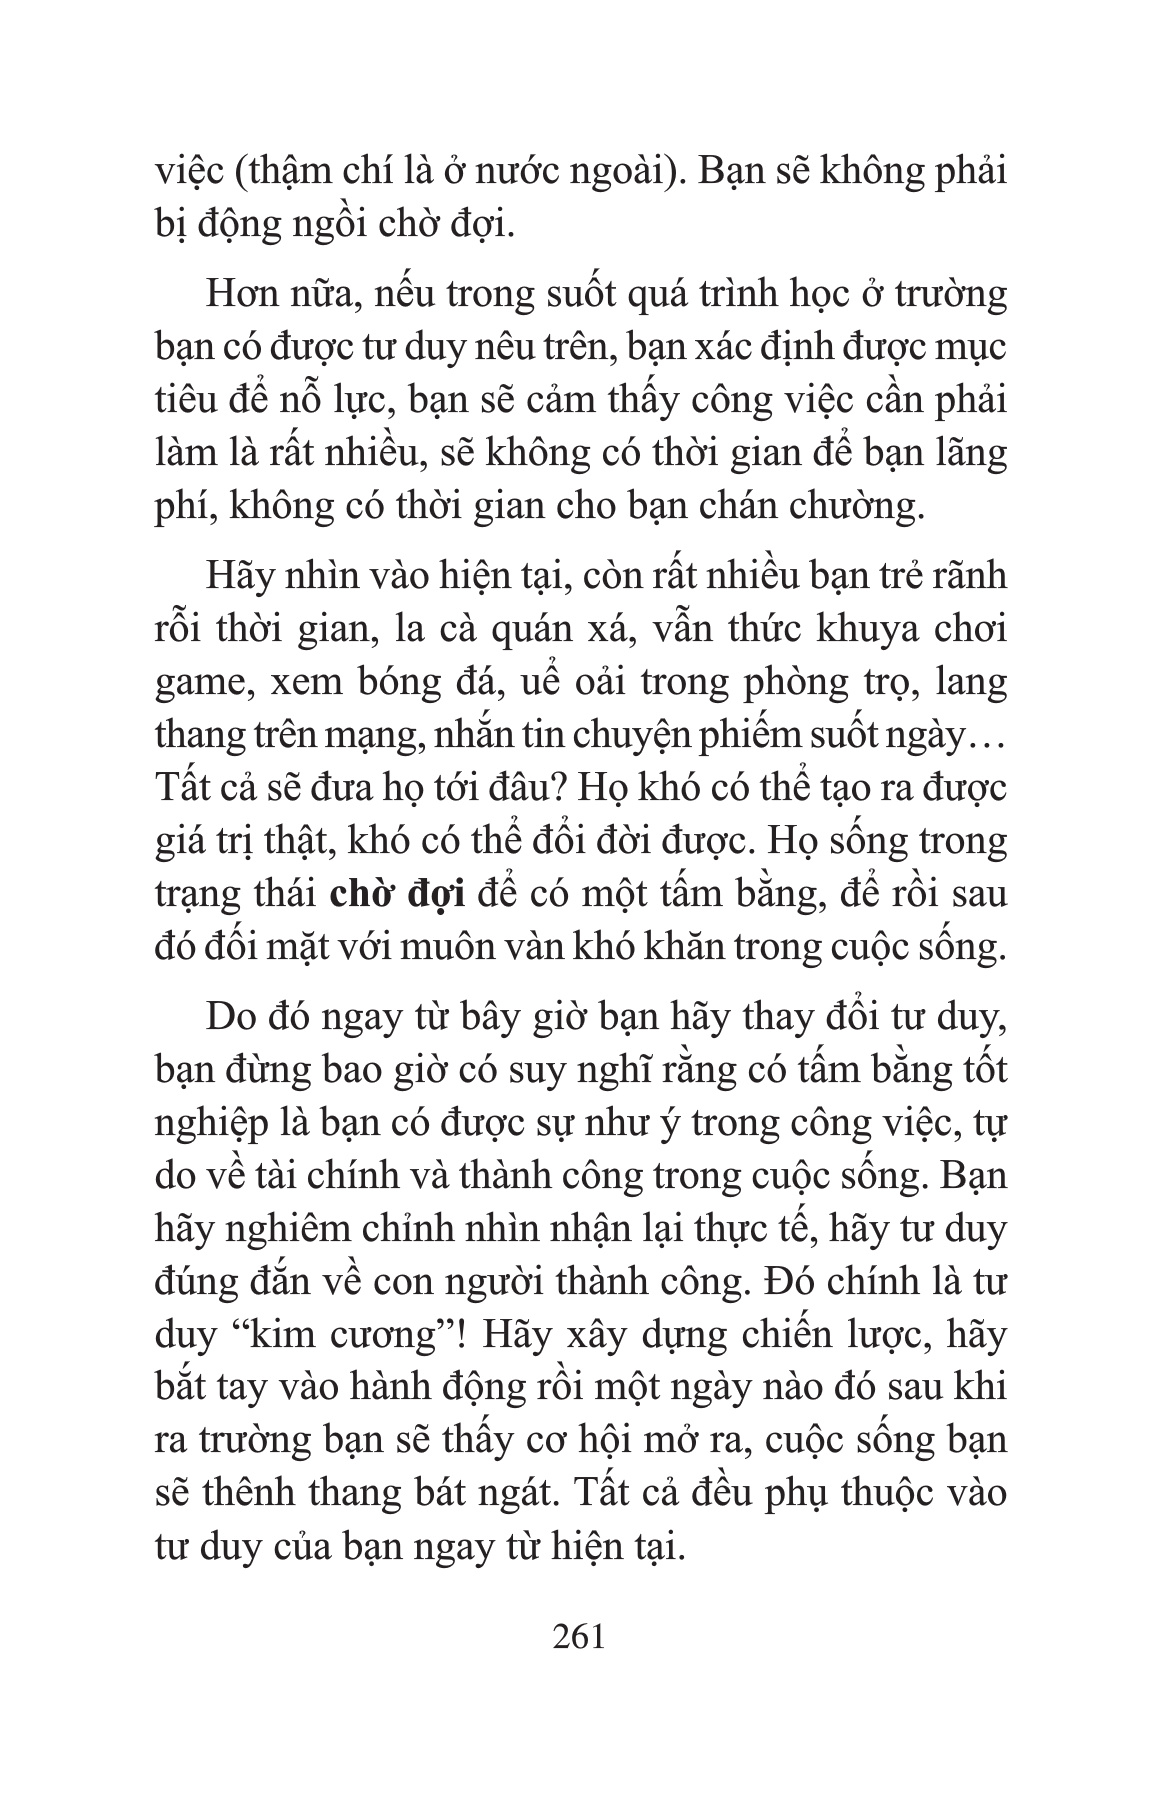 việc (thậm chí là ở nước ngoài). Bạn sẽ không phải
bị động ngồi chờ đợi.
Hơn nữa, nếu trong suốt quá trình học ở trường
bạn có được tư duy nêu trên, bạn xác định được mục
tiêu để nỗ lực, bạn sẽ cảm thấy công việc cần phải
làm là rất nhiều, sẽ không có thời gian để bạn lãng
phí, không có thời gian cho bạn chán chường.
Hãy nhìn vào hiện tại, còn rất nhiều bạn trẻ rãnh
rỗi thời gian, la cà quán xá, vẫn thức khuya chơi
game, xem bóng đá, uể oải trong phòng trọ, lang
thang trên mạng, nhắn tin chuyện phiếm suốt ngày…
Tất cả sẽ đưa họ tới đâu? Họ khó có thể tạo ra được
giá trị thật, khó có thể đổi đời được. Họ sống trong
trạng thái chờ đợi để có một tấm bằng, để rồi sau
đó đối mặt với muôn vàn khó khăn trong cuộc sống.
Do đó ngay từ bây giờ bạn hãy thay đổi tư duy,
bạn đừng bao giờ có suy nghĩ rằng có tấm bằng tốt
nghiệp là bạn có được sự như ý trong công việc, tự
do về tài chính và thành công trong cuộc sống. Bạn
hãy nghiêm chỉnh nhìn nhận lại thực tế, hãy tư duy
đúng đắn về con người thành công. Đó chính là tư
duy “kim cương”! Hãy xây dựng chiến lược, hãy
bắt tay vào hành động rồi một ngày nào đó sau khi
ra trường bạn sẽ thấy cơ hội mở ra, cuộc sống bạn
sẽ thênh thang bát ngát. Tất cả đều phụ thuộc vào
tư duy của bạn ngay từ hiện tại.
261